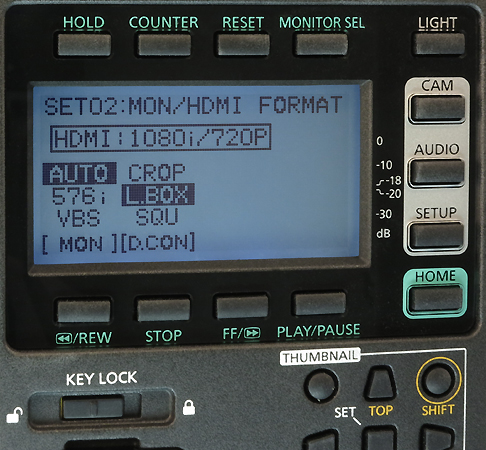 HOLD COUNTER RESET MONITOR SEL LIGHT
SET02:MON/HDMI FORMAT
HDMI:1080i/720P
AUTO CROP
576i L.BOX
VBS SQU
[ MON ][D.CON]
0
-10
-18
-20
-30
dB
CAM
AUDIO
SETUP
HOME
/REW STOP FF/ PLAY/PAUSE
THUMBNAIL
KEY LOCK
SET TOP SHIFT